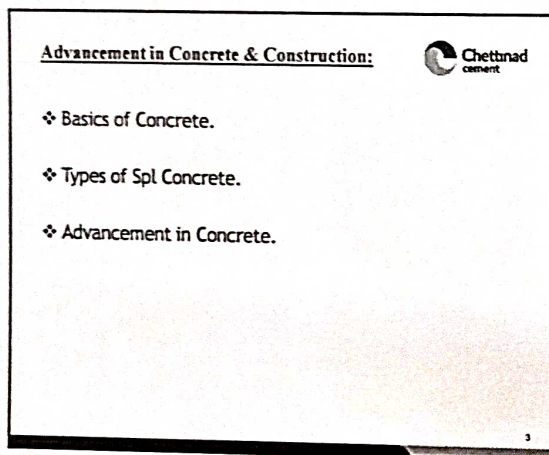 Advancement in Concrete & Construction:
Chettinad
cement
❖ Basics of Concrete.
❖ Types of Spl Concrete.
❖ Advancement in Concrete.
3